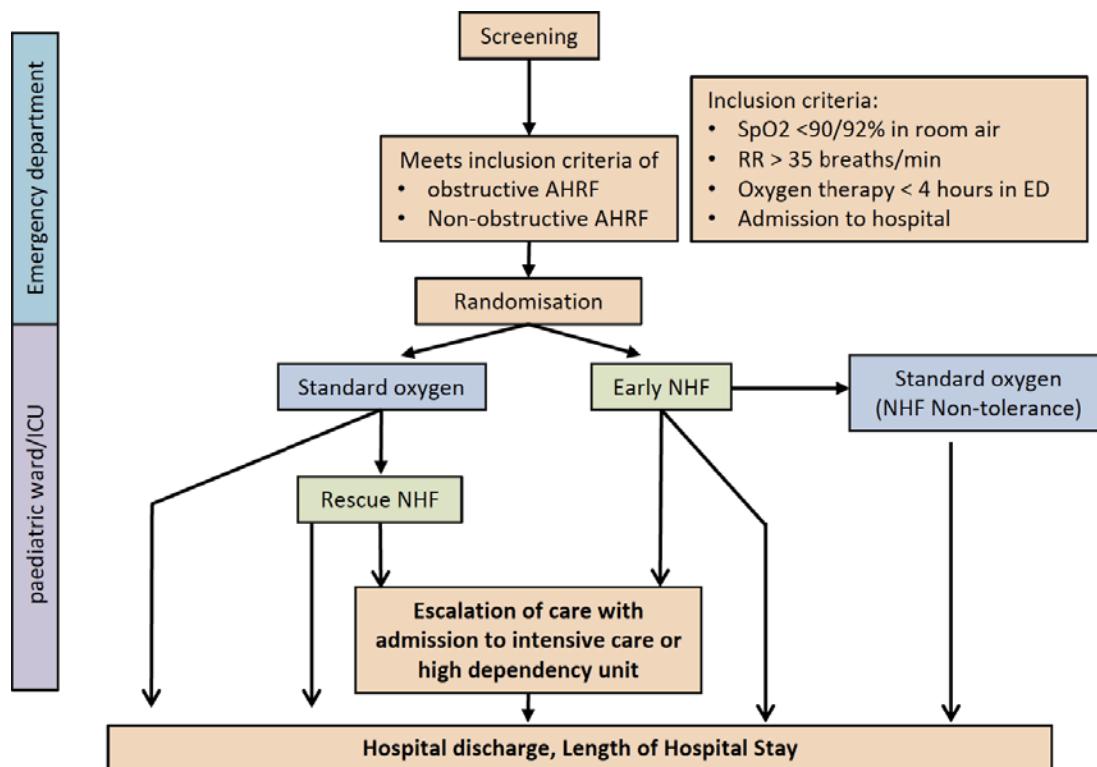 Emergency department
paediatric ward/ICU
Screening
Inclusion criteria:
• SpO2 <90/92% in room air
• RR > 35 breaths/min
• Oxygen therapy < 4 hours in ED
• Admission to hospital
Meets inclusion criteria of
• obstructive AHRF
• Non-obstructive AHRF
Randomisation
Standard oxygen
Early NHF
Standard oxygen
(NHF Non-tolerance)
Rescue NHF
Escalation of care with
admission to intensive care or
high dependency unit
Hospital discharge, Length of Hospital Stay